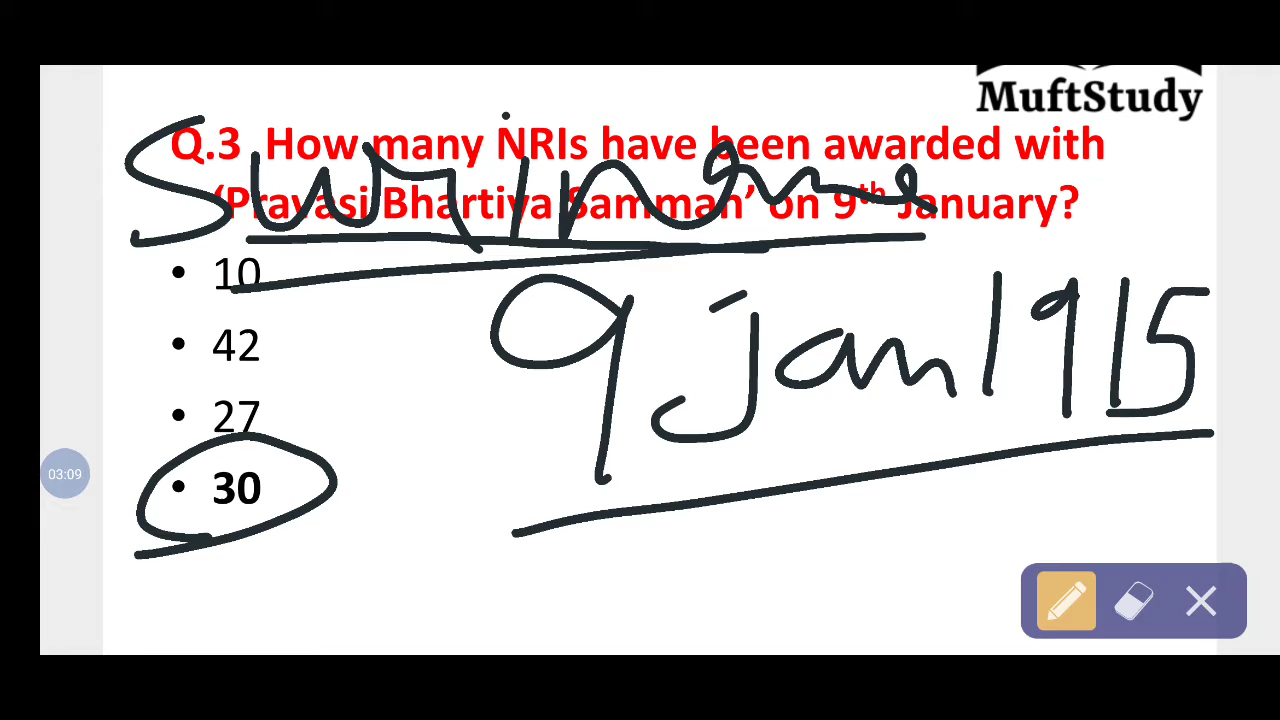 MuftStudy
Q.3 How many NRIs have been awarded with
‘Pravasi Bhartiya Samman’ on 9th January?
Suriname
• 10
9 Jan 1915
• 42
• 27
• 30
03:09